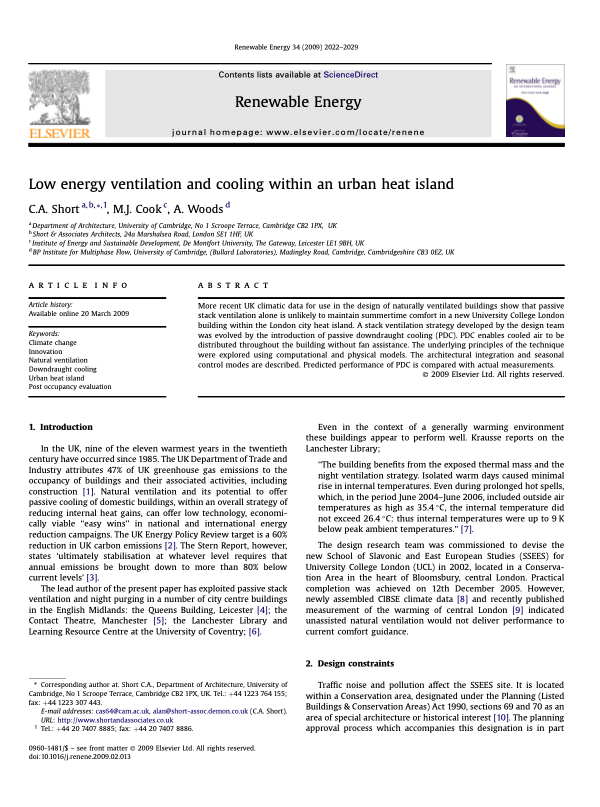 Renewable Energy 34 (2009) 2022–2029
Contents lists available at ScienceDirect
Renewable Energy
journal homepage: www.elsevier.com/locate/renene
ELSEVIER
Renewable Energy
Low energy ventilation and cooling within an urban heat island
C.A. Short a,b,*,1, M.J. Cook c, A. Woods d
a Department of Architecture, University of Cambridge, No 1 Scroope Terrace, Cambridge CB2 1PX, UK
b Short & Associates Architects, 24a Marshalsea Road, London SE1 1HF, UK
c Institute of Energy and Sustainable Development, De Montfort University, The Gateway, Leicester LE1 9BH, UK
d BP Institute for Multiphase Flow, University of Cambridge, (Bullard Laboratories), Madingley Road, Cambridge, Cambridgeshire CB3 0EZ, UK
ARTICLE INFO
Article history:
Available online 20 March 2009
Keywords:
Climate change
Innovation
Natural ventilation
Downdraught cooling
Urban heat island
Post occupancy evaluation
ABSTRACT
More recent UK climatic data for use in the design of naturally ventilated buildings show that passive
stack ventilation alone is unlikely to maintain summertime comfort in a new University College London
building within the London city heat island. A stack ventilation strategy developed by the design team
was evolved by the introduction of passive downdraught cooling (PDC). PDC enables cooled air to be
distributed throughout the building without fan assistance. The underlying principles of the technique
were explored using computational and physical models. The architectural integration and seasonal
control modes are described. Predicted performance of PDC is compared with actual measurements.
© 2009 Elsevier Ltd. All rights reserved.
1. Introduction
In the UK, nine of the eleven warmest years in the twentieth
century have occurred since 1985. The UK Department of Trade and
Industry attributes 47% of UK greenhouse gas emissions to the
occupancy of buildings and their associated activities, including
construction [1]. Natural ventilation and its potential to offer
passive cooling of domestic buildings, within an overall strategy of
reducing internal heat gains, can offer low technology, economi-
cally viable "easy wins" in national and international energy
reduction campaigns. The UK Energy Policy Review target is a 60%
reduction in UK carbon emissions [2]. The Stern Report, however,
states 'ultimately stabilisation at whatever level requires that
annual emissions be brought down to more than 80% below
current levels' [3].
The lead author of the present paper has exploited passive stack
ventilation and night purging in a number of city centre buildings
in the English Midlands: the Queens Building, Leicester [4]; the
Contact Theatre, Manchester [5]; the Lanchester Library and
Learning Resource Centre at the University of Coventry; [6].
* Corresponding author at. Short C.A., Department of Architecture, University of
Cambridge, No 1 Scroope Terrace, Cambridge CB2 1PX, UK. Tel.: +44 1223 764 155;
fax: +44 1223 307 443.
E-mail addresses: cas64@cam.ac.uk, alan@short-assoc.demon.co.uk (C.A. Short).
URL: http://www.shortandassociates.co.uk
1 Tel.: +44 20 7407 8885; fax: +44 20 7407 8886.
0960-1481/$ – see front matter © 2009 Elsevier Ltd. All rights reserved.
doi:10.1016/j.renene.2009.02.013
Even in the context of a generally warming environment
these buildings appear to perform well. Krausse reports on the
Lanchester Library;
"The building benefits from the exposed thermal mass and the
night ventilation strategy. Isolated warm days caused minimal
rise in internal temperatures. Even during prolonged hot spells,
which, in the period June 2004–June 2006, included outside air
temperatures as high as 35.4 °C, the internal temperature did
not exceed 26.4 °C: thus internal temperatures were up to 9 K
below peak ambient temperatures." [7].
The design research team was commissioned to devise the
new School of Slavonic and East European Studies (SSEES) for
University College London (UCL) in 2002, located in a Conserva-
tion Area in the heart of Bloomsbury, central London. Practical
completion was achieved on 12th December 2005. However,
newly assembled CIBSE climate data [8] and recently published
measurement of the warming of central London [9] indicated
unassisted natural ventilation would not deliver performance to
current comfort guidance.
2. Design constraints
Traffic noise and pollution affect the SSEES site. It is located
within a Conservation area, designated under the Planning (Listed
Buildings & Conservation Areas) Act 1990, sections 69 and 70 as an
area of special architecture or historical interest [10]. The planning
approval process which accompanies this designation is in part